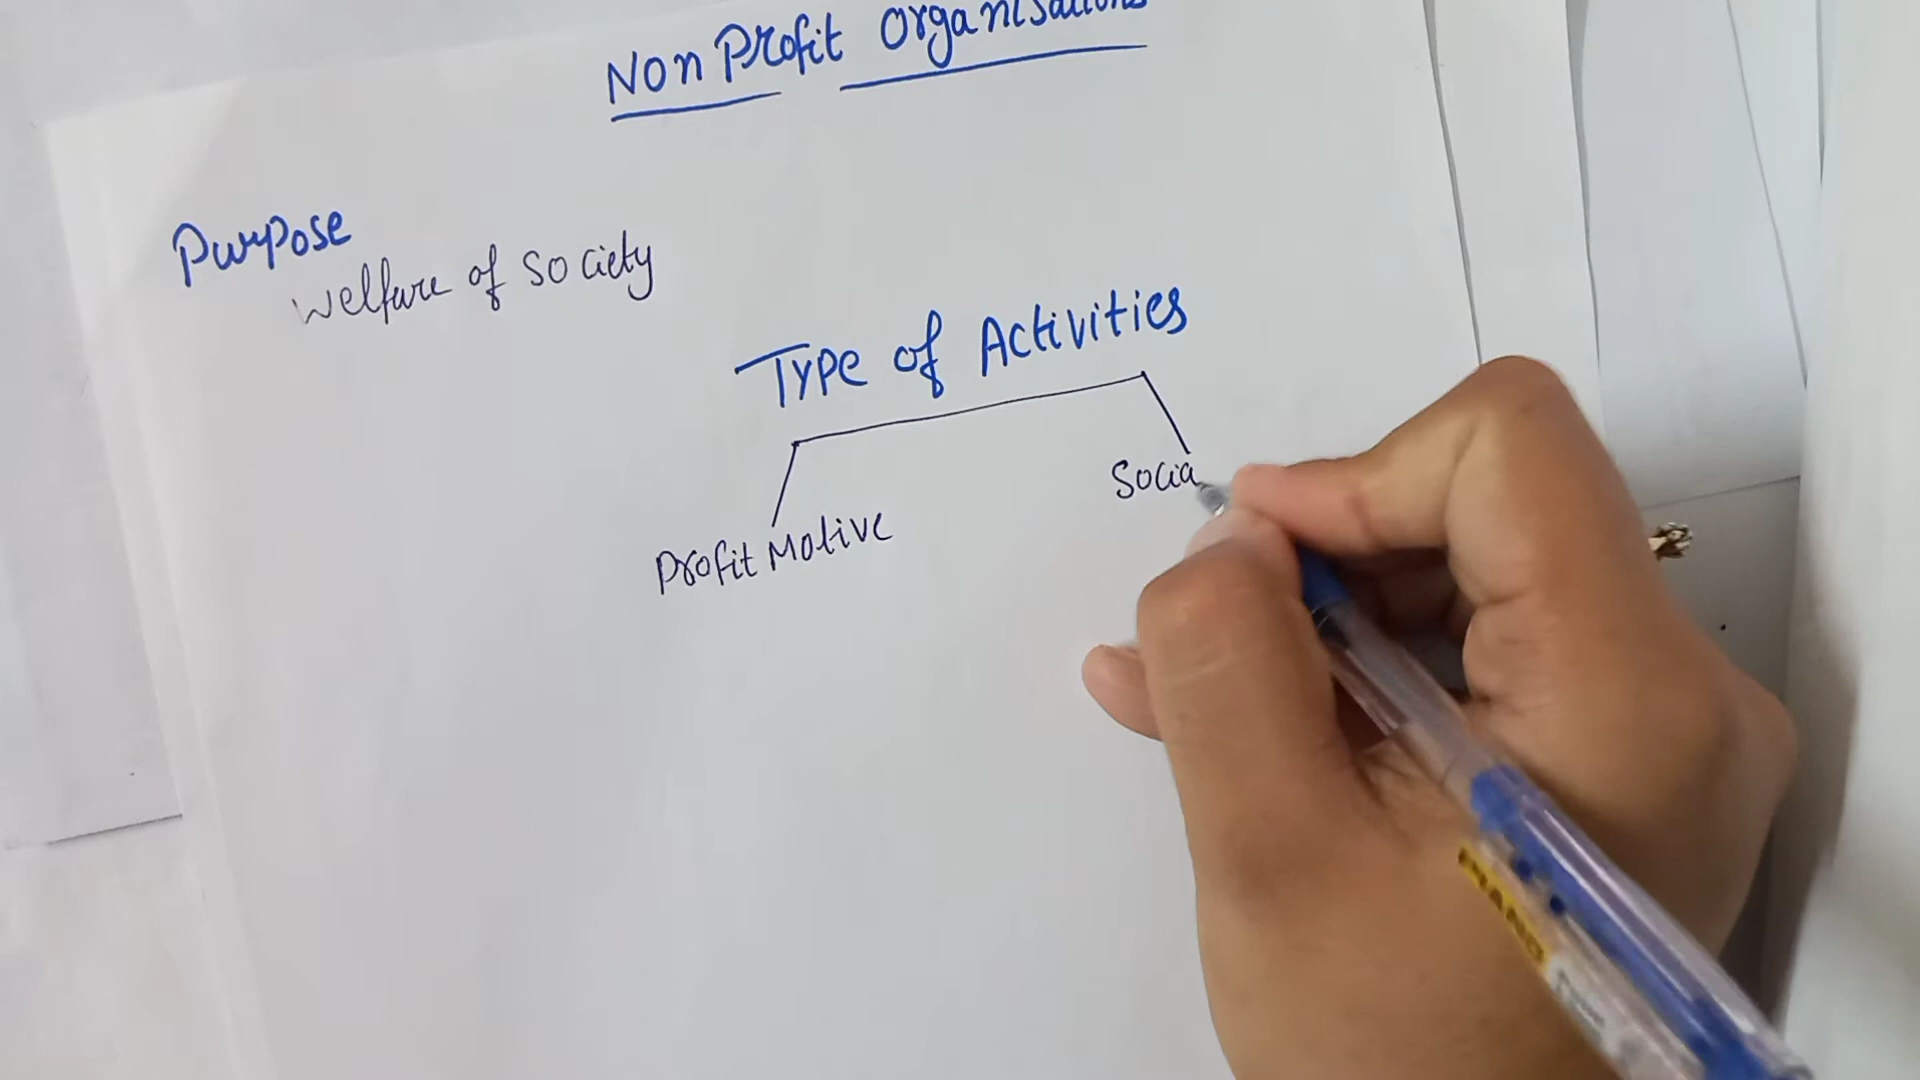 Non Profit Organisations
Purpose
Welfare of society
Type of Activities
Profit Motive
Socia